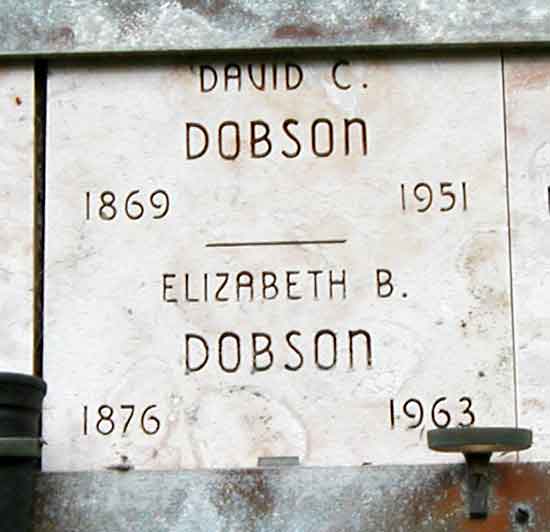 DAVID C.
DOBSON
1869 1951
ELIZABETH B.
DOBSON
1876 1963